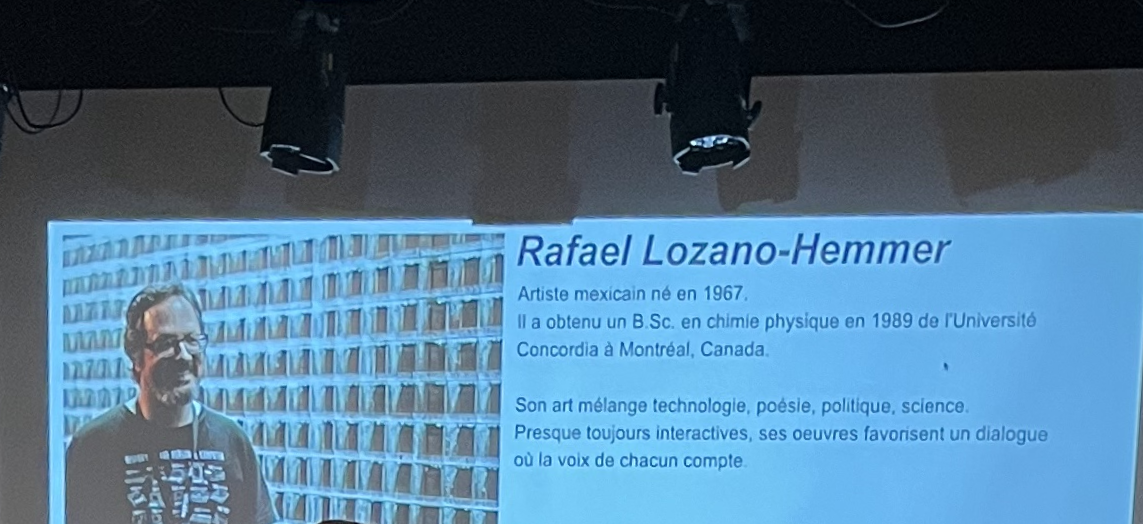 Rafael Lozano-Hemmer
Artiste mexicain né en 1967.
Il a obtenu un B.Sc. en chimie physique en 1989 de l'Université
Concordia à Montréal, Canada.
Son art mélange technologie, poésie, politique, science.
Presque toujours interactives, ses oeuvres favorisent un dialogue
où la voix de chacun compte.